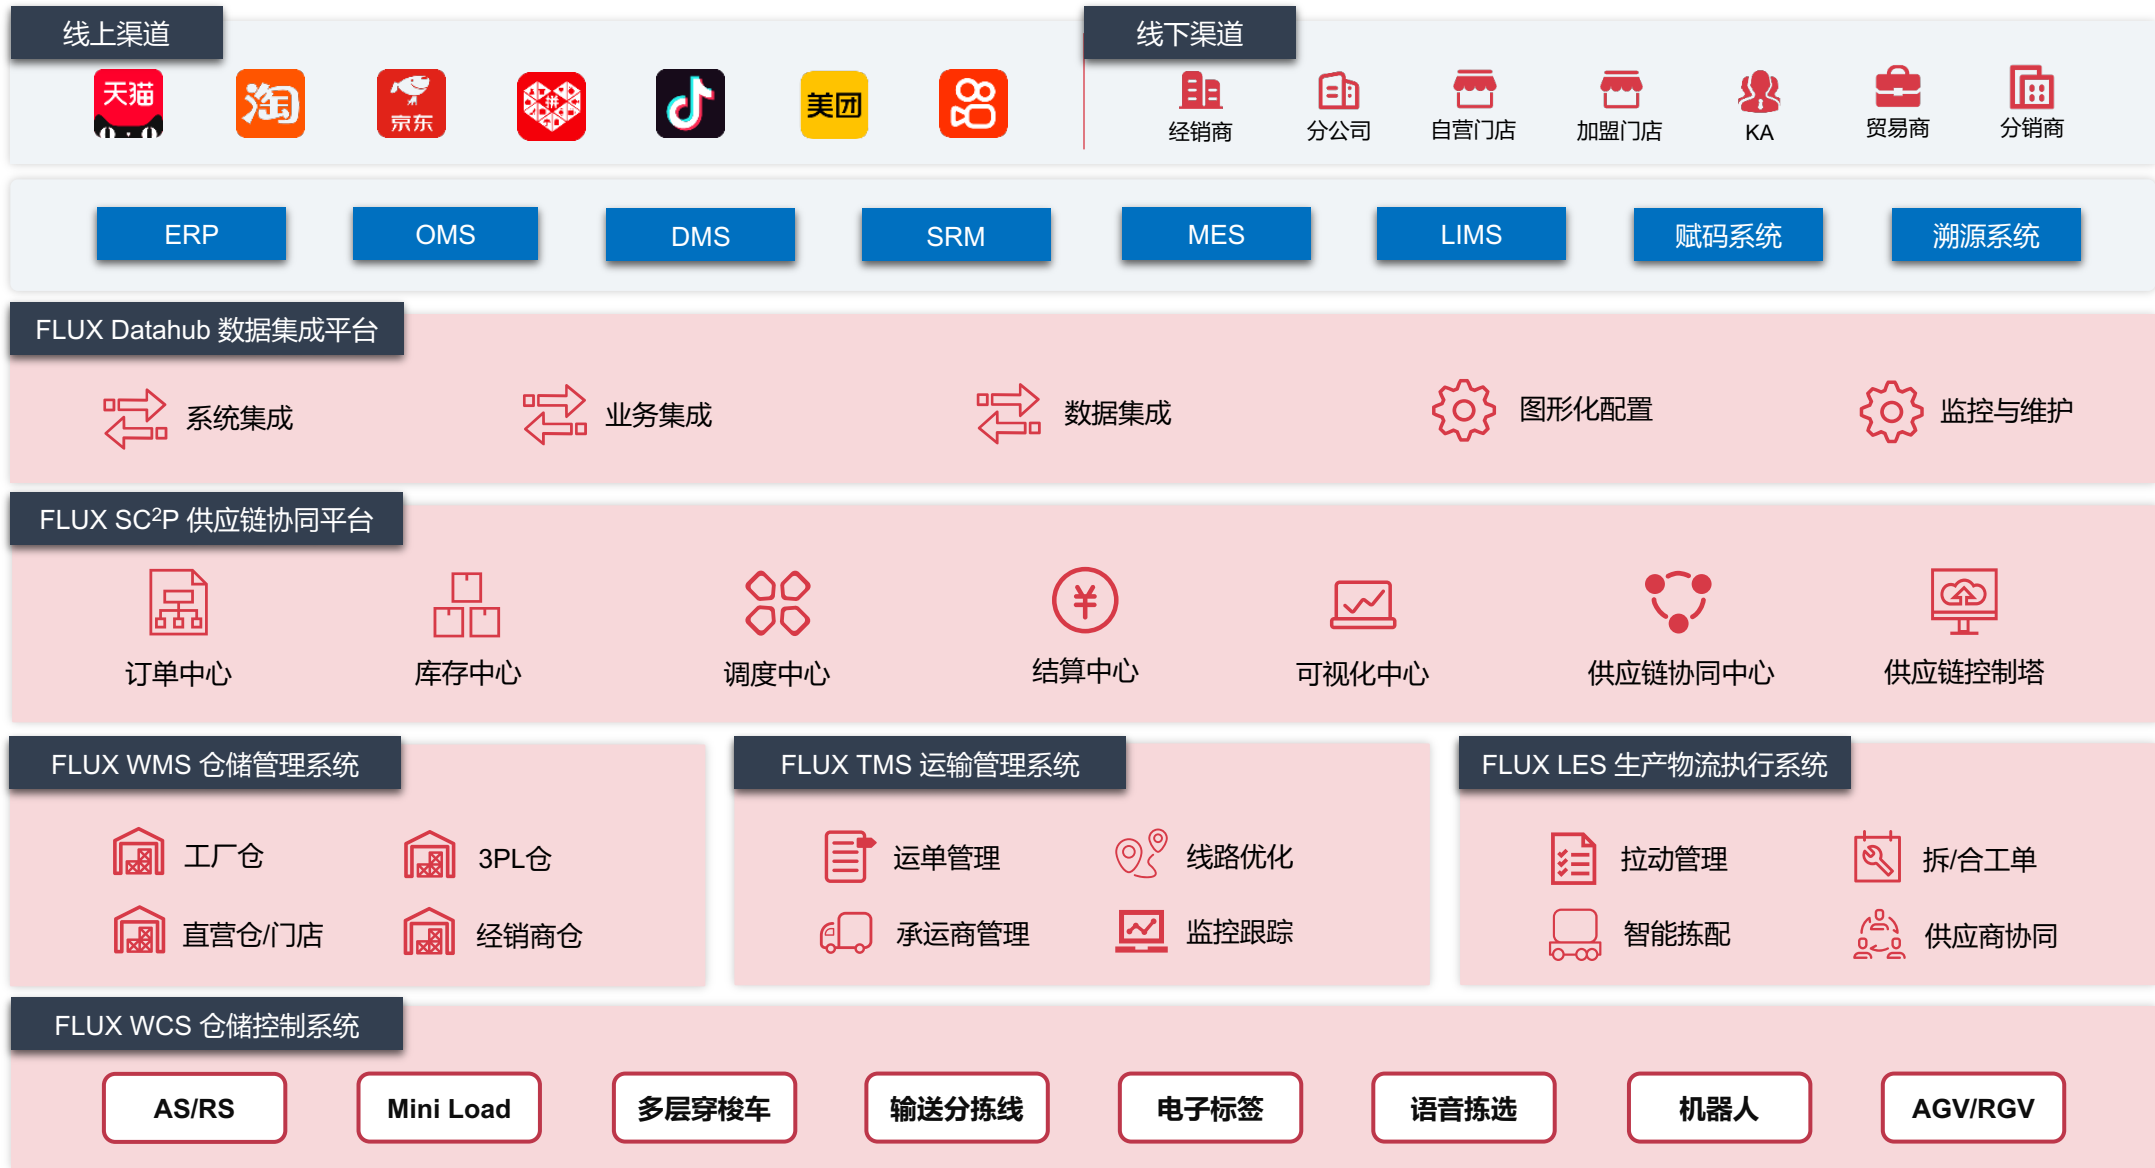 线上渠道
线下渠道
天猫
淘
京东
拼
美团
经销商
分公司
自营门店
加盟门店
KA
贸易商
分销商
ERP
OMS
DMS
SRM
MES
LIMS
赋码系统
溯源系统
FLUX Datahub 数据集成平台
系统集成
业务集成
数据集成
图形化配置
监控与维护
FLUX SC²P 供应链协同平台
订单中心
库存中心
调度中心
结算中心
可视化中心
供应链协同中心
供应链控制塔
FLUX WMS 仓储管理系统
工厂仓
3PL仓
直营仓/门店
经销商仓
FLUX TMS 运输管理系统
运单管理
线路优化
承运商管理
监控跟踪
FLUX LES 生产物流执行系统
拉动管理
拆/合工单
智能拣配
供应商协同
FLUX WCS 仓储控制系统
AS/RS
Mini Load
多层穿梭车
输送分拣线
电子标签
语音拣选
机器人
AGV/RGV